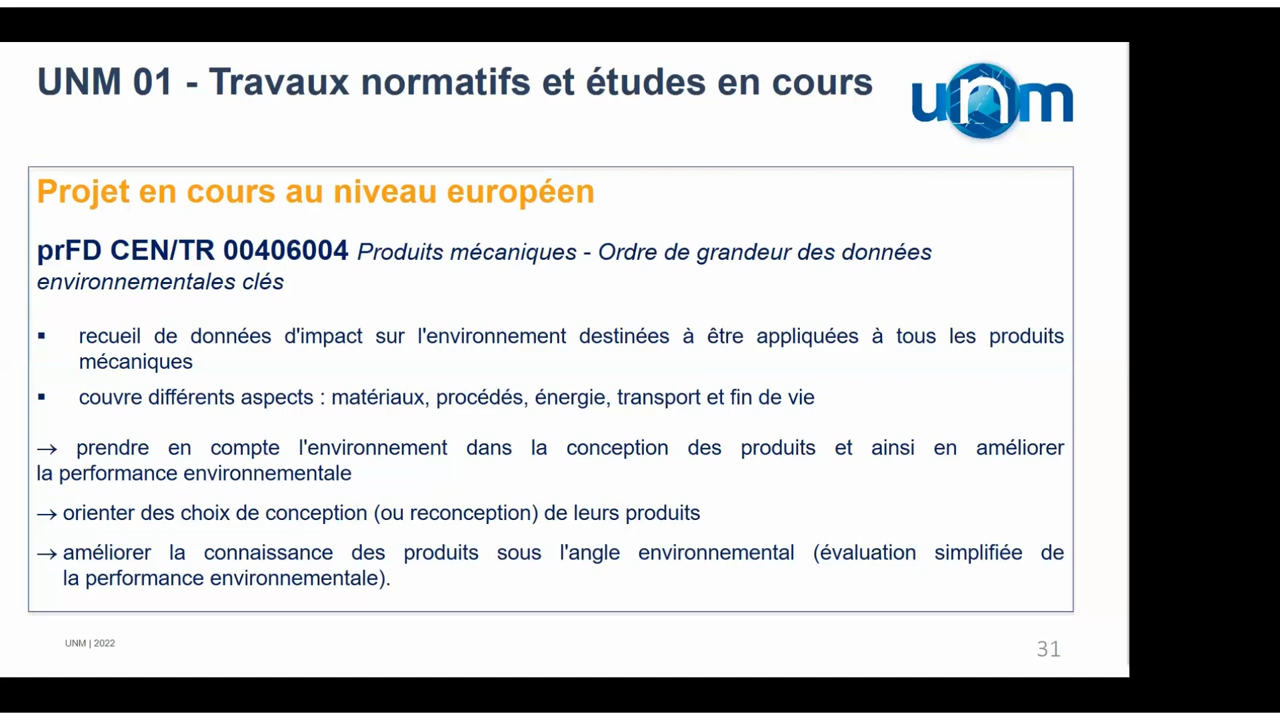 UNM 01 - Travaux normatifs et études en cours
unm
Projet en cours au niveau européen
prFD CEN/TR 00406004 Produits mécaniques - Ordre de grandeur des données
environnementales clés
▪ recueil de données d'impact sur l'environnement destinées à être appliquées à tous les produits
mécaniques
▪ couvre différents aspects : matériaux, procédés, énergie, transport et fin de vie
→ prendre en compte l'environnement dans la conception des produits et ainsi en améliorer
la performance environnementale
→ orienter des choix de conception (ou reconception) de leurs produits
→ améliorer la connaissance des produits sous l'angle environnemental (évaluation simplifiée de
la performance environnementale).
UNM | 2022
31